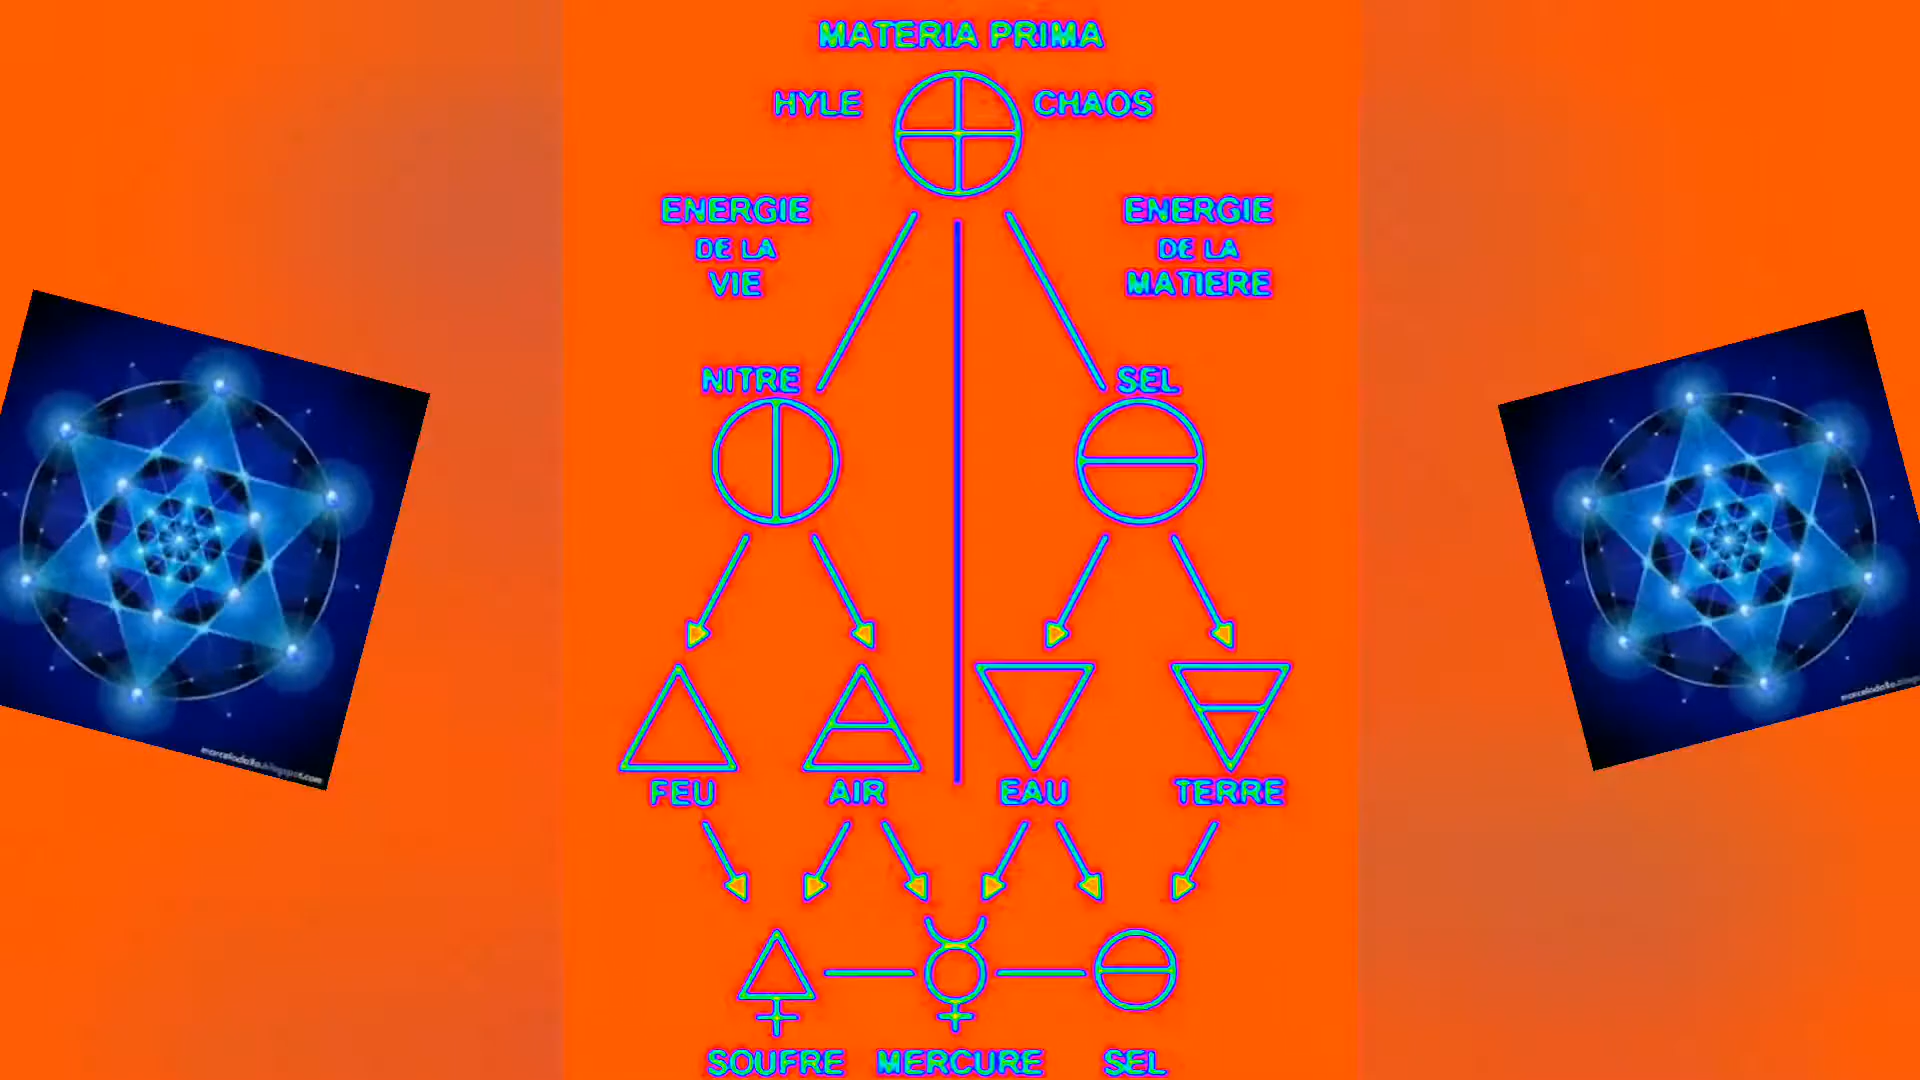 MATERIA PRIMA
HYLE
CHAOS
ENERGIE
DE LA
VIE
ENERGIE
DE LA
MATIERE
NITRE
SEL
FEU
AIR
EAU
TERRE
SOUFRE
MERCURE
SEL